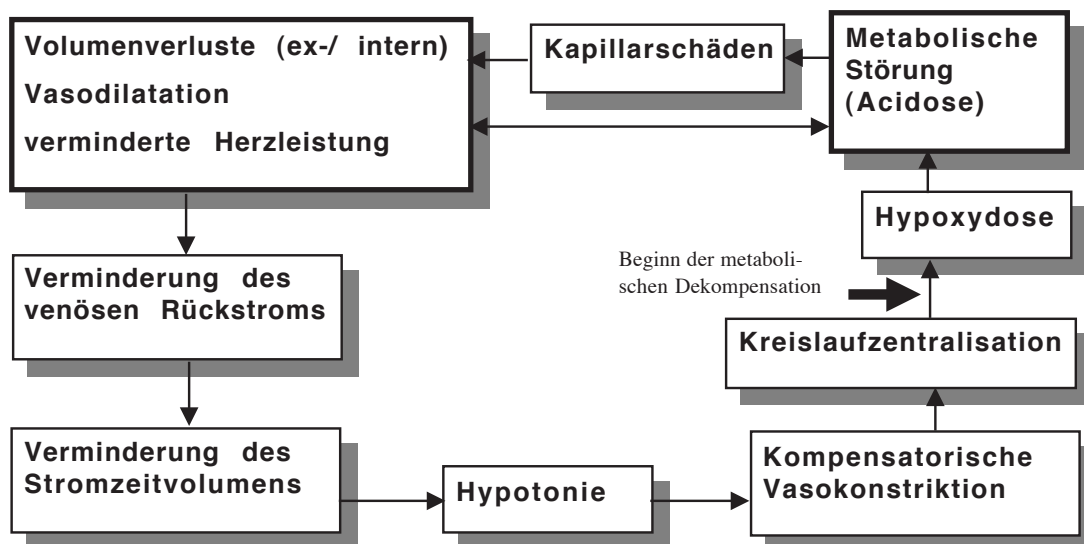 Volumenverluste (ex-/ intern)
Vasodilatation
verminderte Herzleistung
Kapillarschäden
Metabolische
Störung
(Acidose)
Hypoxydose
Beginn der metaboli-
schen Dekompensation
Verminderung des
venösen Rückstroms
Kreislaufzentralisation
Verminderung des
Stromzeitvolumens
Hypotonie
Kompensatorische
Vasokonstriktion